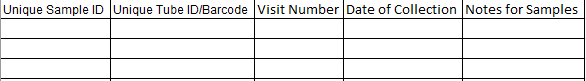 Unique Sample ID Unique Tube ID/Barcode Visit Number Date of Collection Notes for Samples